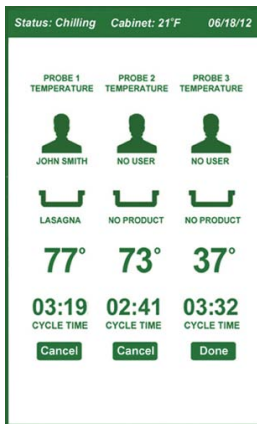 Status: Chilling Cabinet: 21°F 06/18/12
PROBE 1 PROBE 2 PROBE 3
TEMPERATURE TEMPERATURE TEMPERATURE
JOHN SMITH NO USER NO USER
LASAGNA NO PRODUCT NO PRODUCT
77° 73° 37°
03:19 02:41 03:32
CYCLE TIME CYCLE TIME CYCLE TIME
Cancel Cancel Done